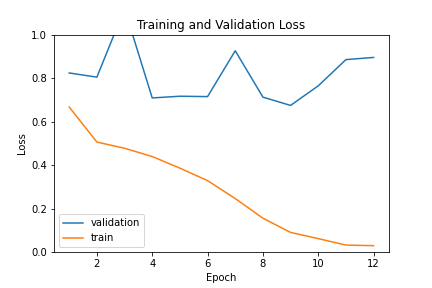 Training and Validation Loss
1.0
0.8
0.6
0.4
0.2
0.0
Loss
validation
train
2 4 6 8 10 12
Epoch